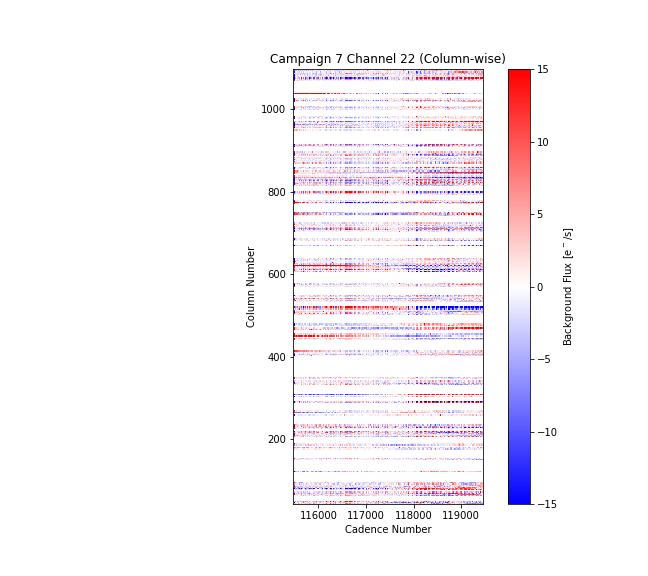 Campaign 7 Channel 22 (Column-wise)
1000
800
600
400
200
Column Number
116000 117000 118000 119000
Cadence Number
15
10
5
0
−5
−10
−15
Background Flux [e⁻/s]